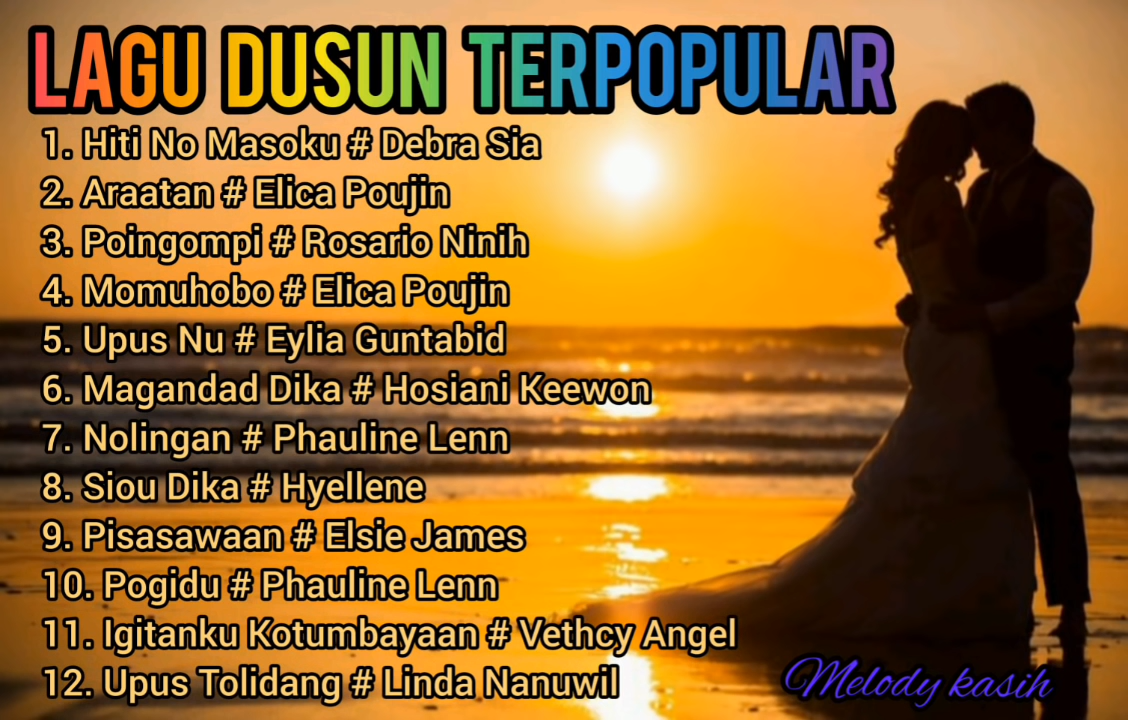 LAGU DUSUN TERPOPULAR
1. Hiti No Masoku # Debra Sia
2. Araatan # Elica Poujin
3. Poingompi # Rosario Ninih
4. Momuhobo # Elica Poujin
5. Upus Nu # Eylia Guntabid
6. Magandad Dika # Hosiani Keewon
7. Nolingan # Phauline Lenn
8. Siou Dika # Hyellene
9. Pisasawaan # Elsie James
10. Pogidu # Phauline Lenn
11. Igitanku Kotumbayaan # Vethcy Angel
12. Upus Tolidang # Linda Nanuwil
Melody kasih